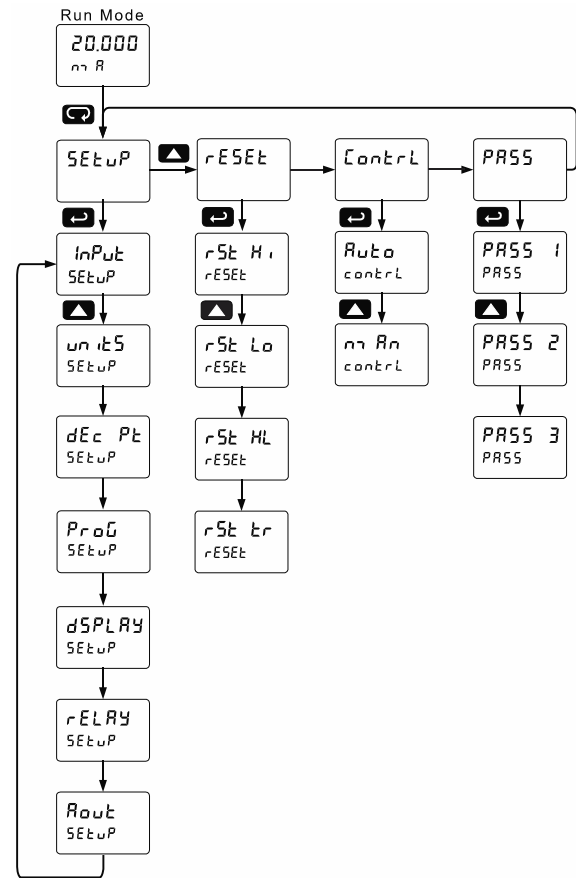 Run Mode
20.000
m A
SEtuP
rESEt
ContrL
PASS
InPut
SEtuP
unitS
SEtuP
dEc Pt
SEtuP
ProG
SEtuP
dSPLAY
SEtuP
rELAY
SEtuP
Aout
SEtuP
rSt Hi
rESEt
rSt Lo
rESEt
rSt HL
rESEt
rSt tr
rESEt
Auto
contrL
mAn
contrL
PASS 1
PASS
PASS 2
PASS
PASS 3
PASS